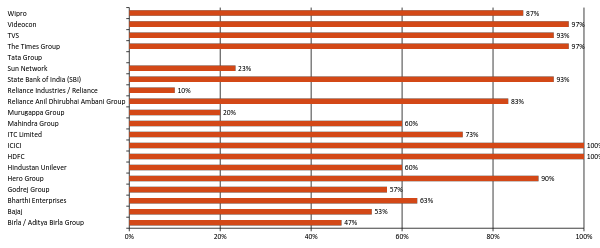 Wipro 87%
Videocon 97%
TVS 93%
The Times Group 97%
Tata Group
Sun Network 23%
State Bank of India (SBI) 93%
Reliance Industries / Reliance 10%
Reliance Anil Dhirubhai Ambani Group 83%
Murugappa Group 20%
Mahindra Group 60%
ITC Limited 73%
ICICI 100%
HDFC 100%
Hindustan Unilever 60%
Hero Group 90%
Godrej Group 57%
Bharthi Enterprises 63%
Bajaj 53%
Birla / Aditya Birla Group 47%
0% 20% 40% 60% 80% 100%